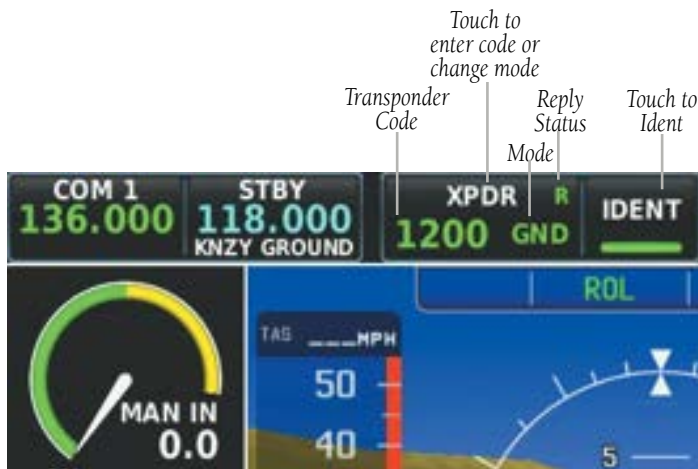 Touch to
enter code or
change mode
Transponder
Code
Reply
Status
Touch to
Ident
Mode
COM 1
136.000
STBY
118.000
KNZY GROUND
XPDR R
1200 GND
IDENT
ROL
TAS ___MPH
50
40
MAN IN
0.0
5